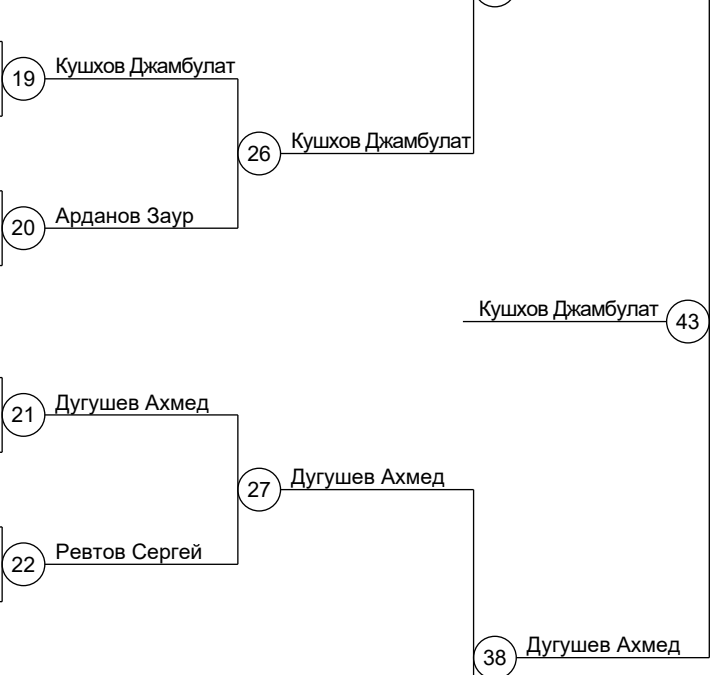 19 Кушхов Джамбулат
26 Кушхов Джамбулат
20 Арданов Заур
Кушхов Джамбулат 43
21 Дугушев Ахмед
27 Дугушев Ахмед
22 Ревтов Сергей
38 Дугушев Ахмед